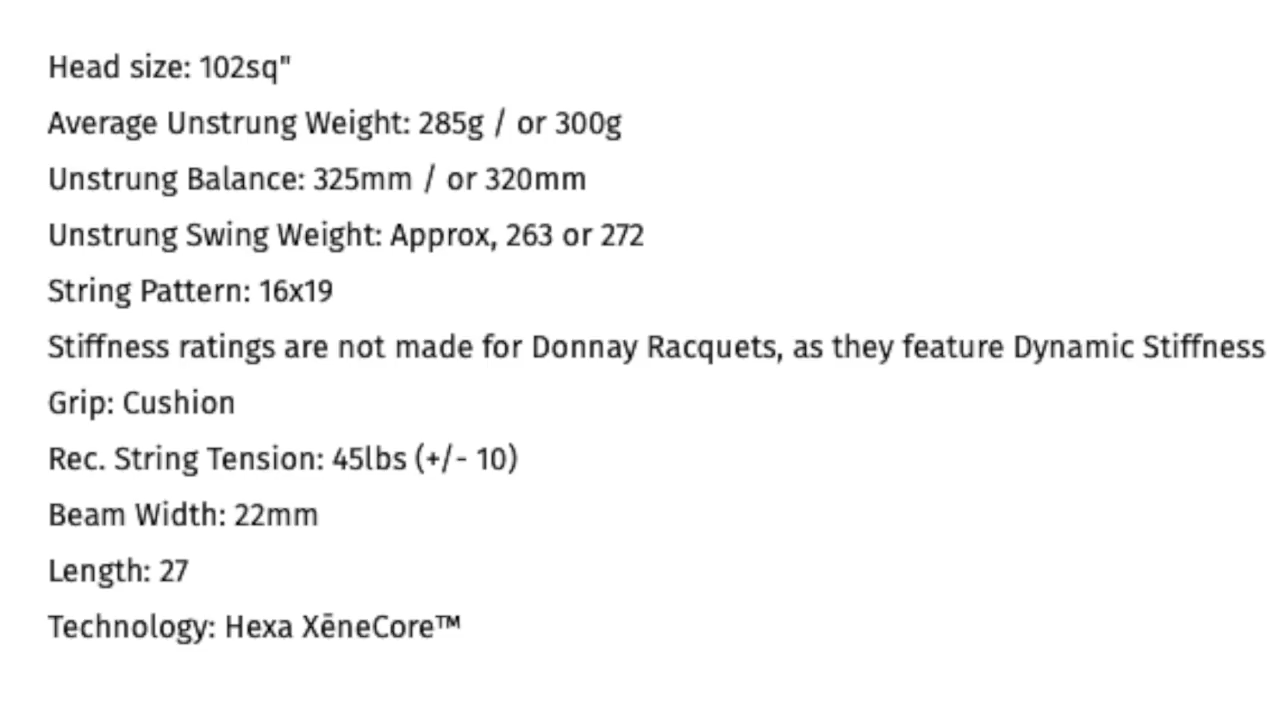 Head size: 102sq"
Average Unstrung Weight: 285g / or 300g
Unstrung Balance: 325mm / or 320mm
Unstrung Swing Weight: Approx, 263 or 272
String Pattern: 16x19
Stiffness ratings are not made for Donnay Racquets, as they feature Dynamic Stiffness
Grip: Cushion
Rec. String Tension: 45lbs (+/- 10)
Beam Width: 22mm
Length: 27
Technology: Hexa XēneCore™